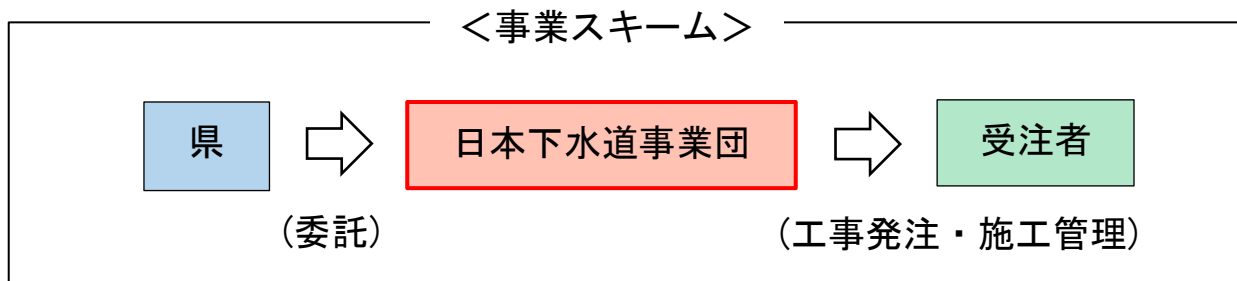 ＜事業スキーム＞
県
日本下水道事業団
受注者
(委託)
(工事発注・施工管理)